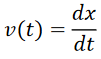 v(t) = dx/dt